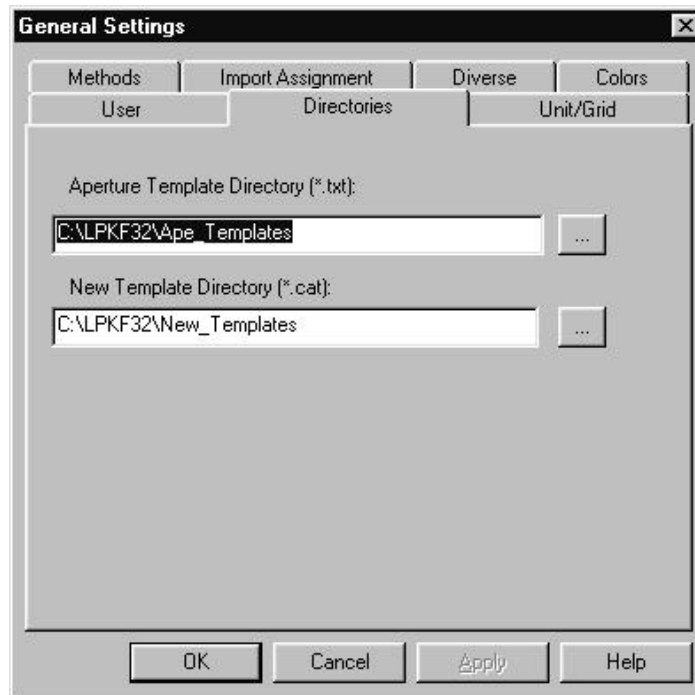 General Settings
Methods Import Assignment Diverse Colors
User Directories Unit/Grid
Aperture Template Directory (*.txt):
C:\LPKF32\Ape_Templates ...
New Template Directory (*.cat):
C:\LPKF32\New_Templates ...
OK Cancel Apply Help